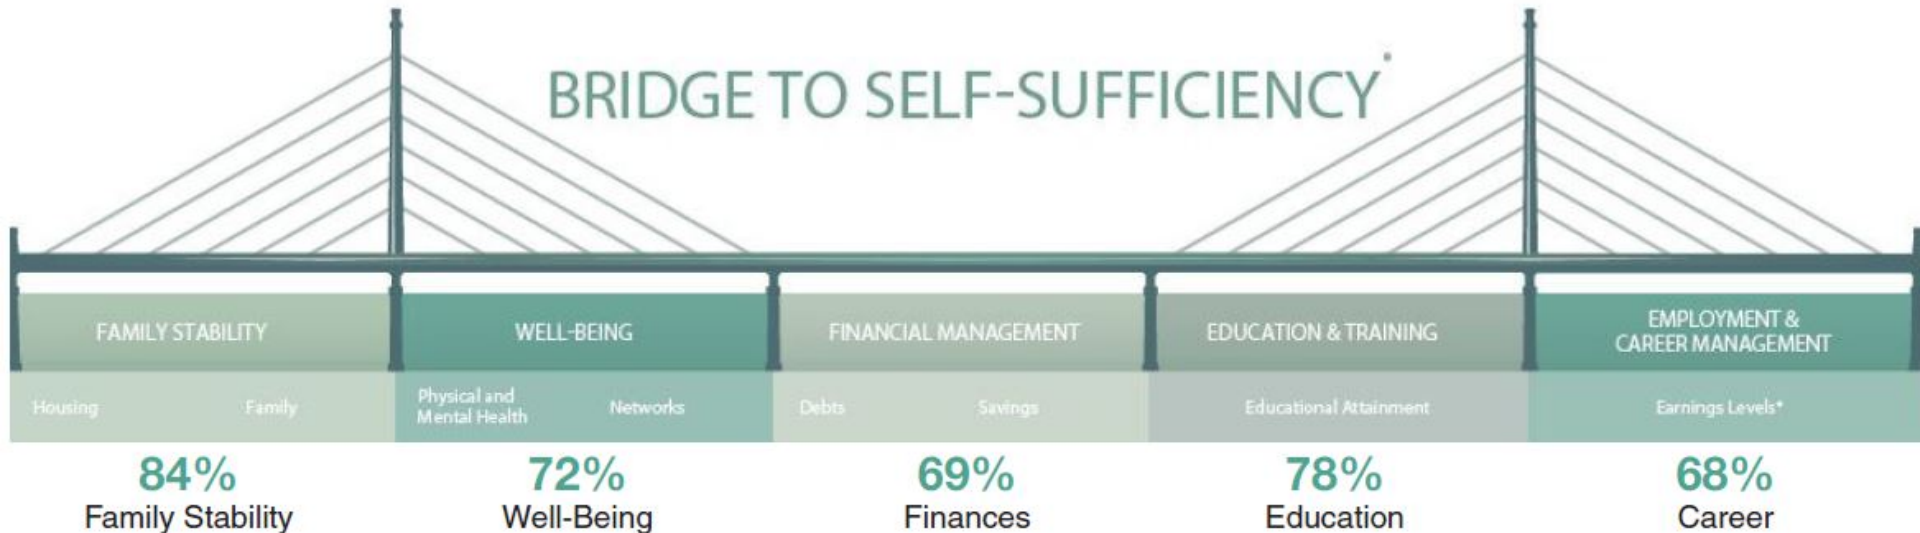 BRIDGE TO SELF-SUFFICIENCY
FAMILY STABILITY
WELL-BEING
FINANCIAL MANAGEMENT
EDUCATION & TRAINING
EMPLOYMENT &
CAREER MANAGEMENT
Housing
Family
Physical and
Mental Health
Networks
Debts
Savings
Educational Attainment
Earnings Levels*
84%
Family Stability
72%
Well-Being
69%
Finances
78%
Education
68%
Career